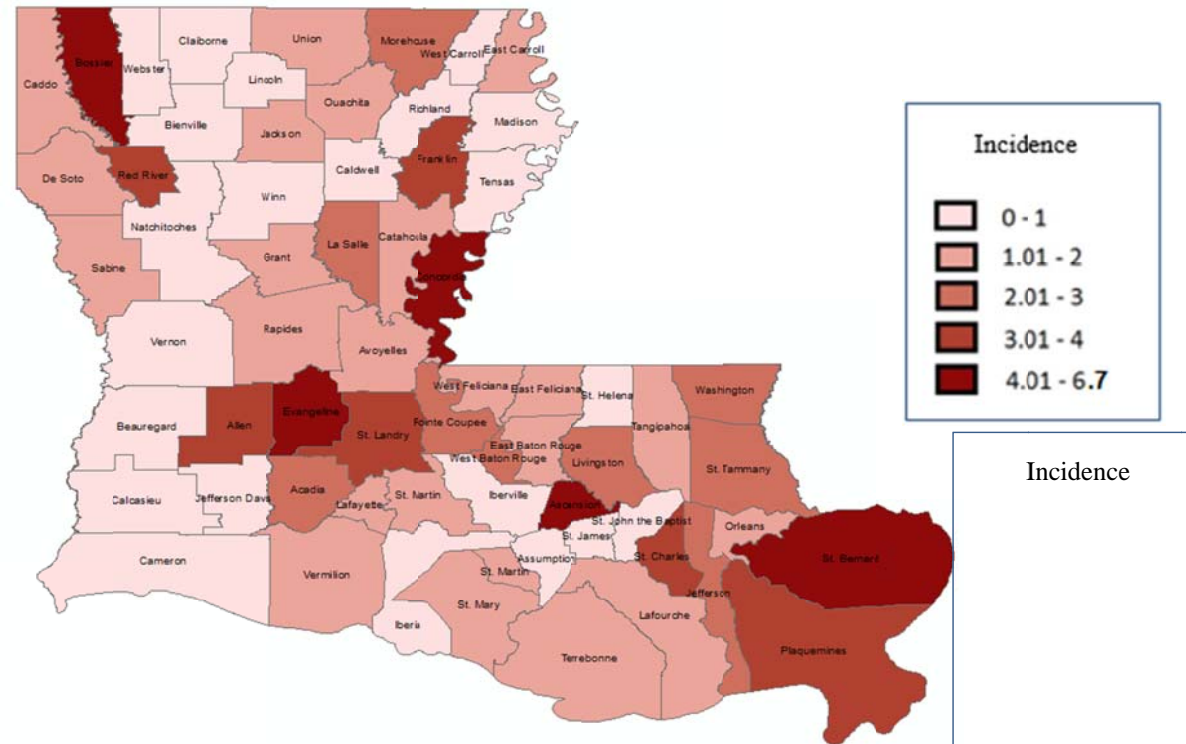 Claiborne
Union
Morehouse
West Carroll
East Carroll
Bossier
Webster
Lincoln
Caddo
Ouachita
Richland
Madison
Bienville
Jackson
Franklin
De Soto
Red River
Caldwell
Tensas
Winn
Natchitoches
La Salle
Catahoula
Sabine
Grant
Concordia
Rapides
Vernon
Avoyelles
West Feliciana
East Feliciana
St. Helena
Washington
Evangeline
Beauregard
Allen
Pointe Coupee
Tangipahoa
St. Landry
East Baton Rouge
West Baton Rouge
Livingston
St. Tammany
Calcasieu
Jefferson Davis
Acadia
Lafayette
St. Martin
Iberville
Ascension
St. John the Baptist
Orleans
St. James
Cameron
Assumption
St. Charles
St. Bernard
Vermilion
St. Martin
St. Mary
Jefferson
Lafourche
Iberia
Terrebonne
Plaquemines
Incidence
0 - 1
1.01 - 2
2.01 - 3
3.01 - 4
4.01 - 6.7
Incidence